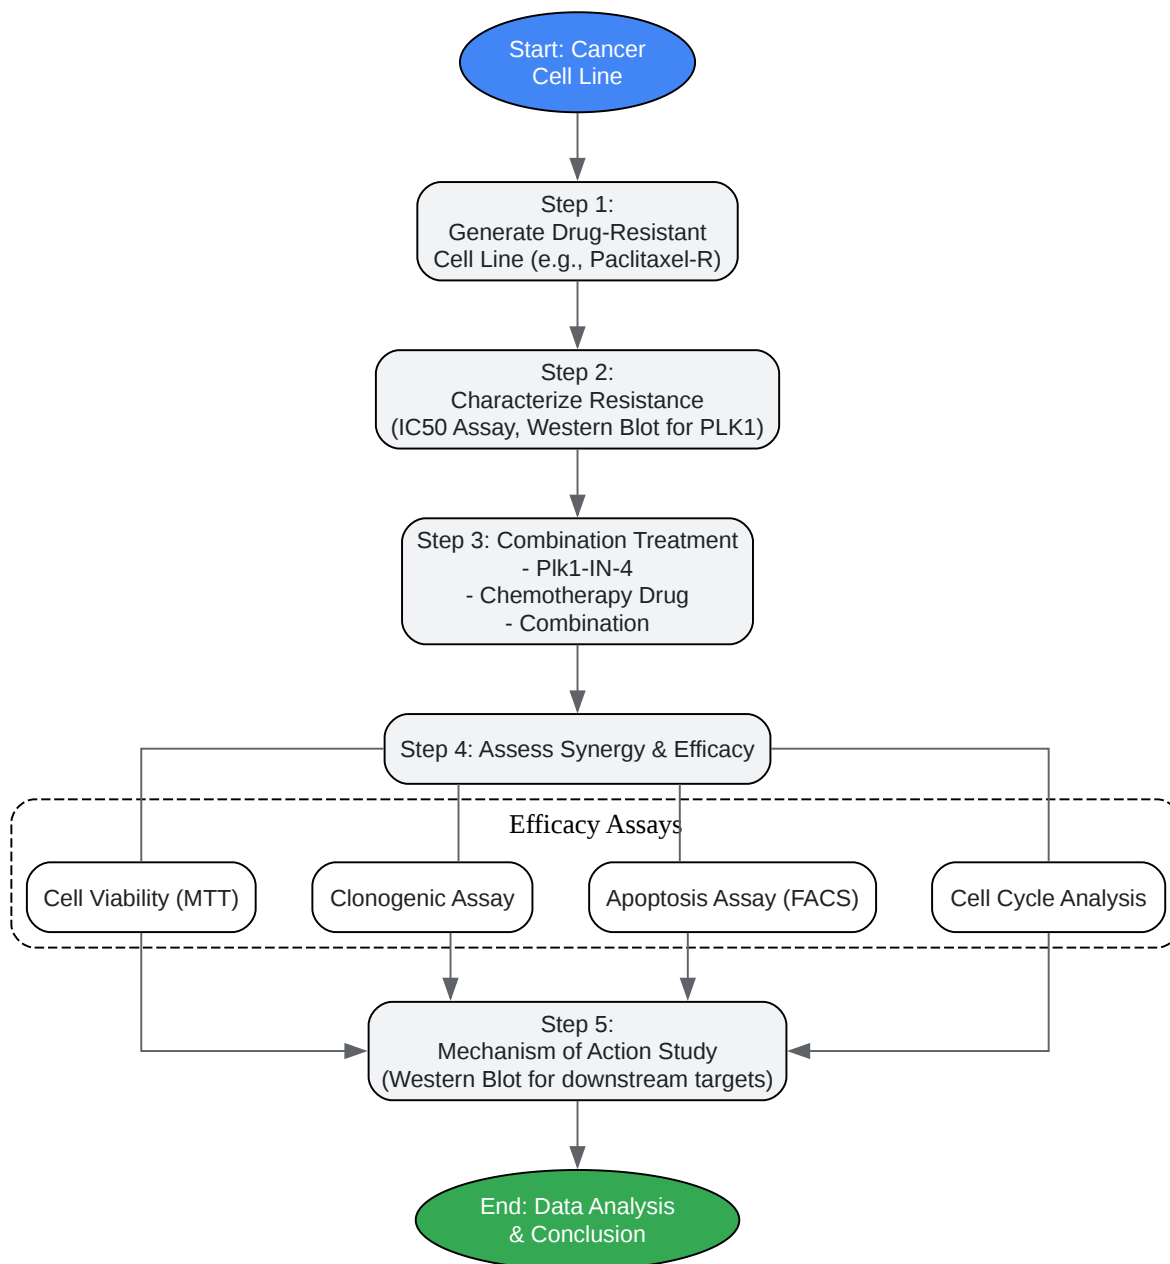 Start: Cancer
Cell Line
Step 1:
Generate Drug-Resistant
Cell Line (e.g., Paclitaxel-R)
Step 2:
Characterize Resistance
(IC50 Assay, Western Blot for PLK1)
Step 3: Combination Treatment
- Plk1-IN-4
- Chemotherapy Drug
- Combination
Step 4: Assess Synergy & Efficacy
Efficacy Assays
Cell Viability (MTT)
Clonogenic Assay
Apoptosis Assay (FACS)
Cell Cycle Analysis
Step 5:
Mechanism of Action Study
(Western Blot for downstream targets)
End: Data Analysis
& Conclusion